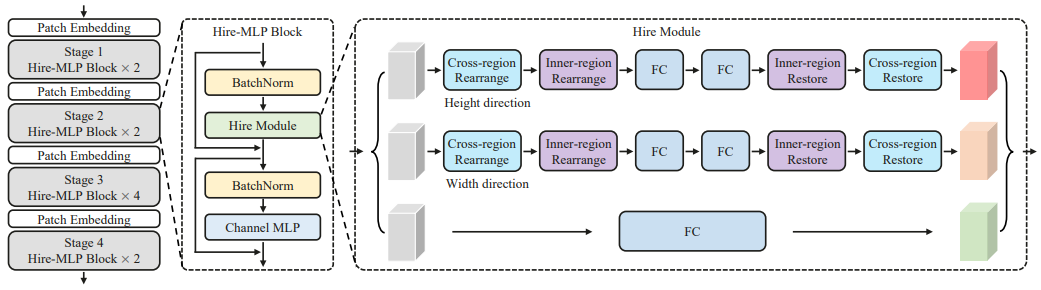 Patch Embedding
Stage 1
Hire-MLP Block × 2
Patch Embedding
Stage 2
Hire-MLP Block × 2
Patch Embedding
Stage 3
Hire-MLP Block × 4
Patch Embedding
Stage 4
Hire-MLP Block × 2
Hire-MLP Block
BatchNorm
Hire Module
BatchNorm
Channel MLP
Hire Module
Cross-region
Rearrange
Inner-region
Rearrange
FC
FC
Inner-region
Restore
Cross-region
Restore
Height direction
Cross-region
Rearrange
Inner-region
Rearrange
FC
FC
Inner-region
Restore
Cross-region
Restore
Width direction
FC